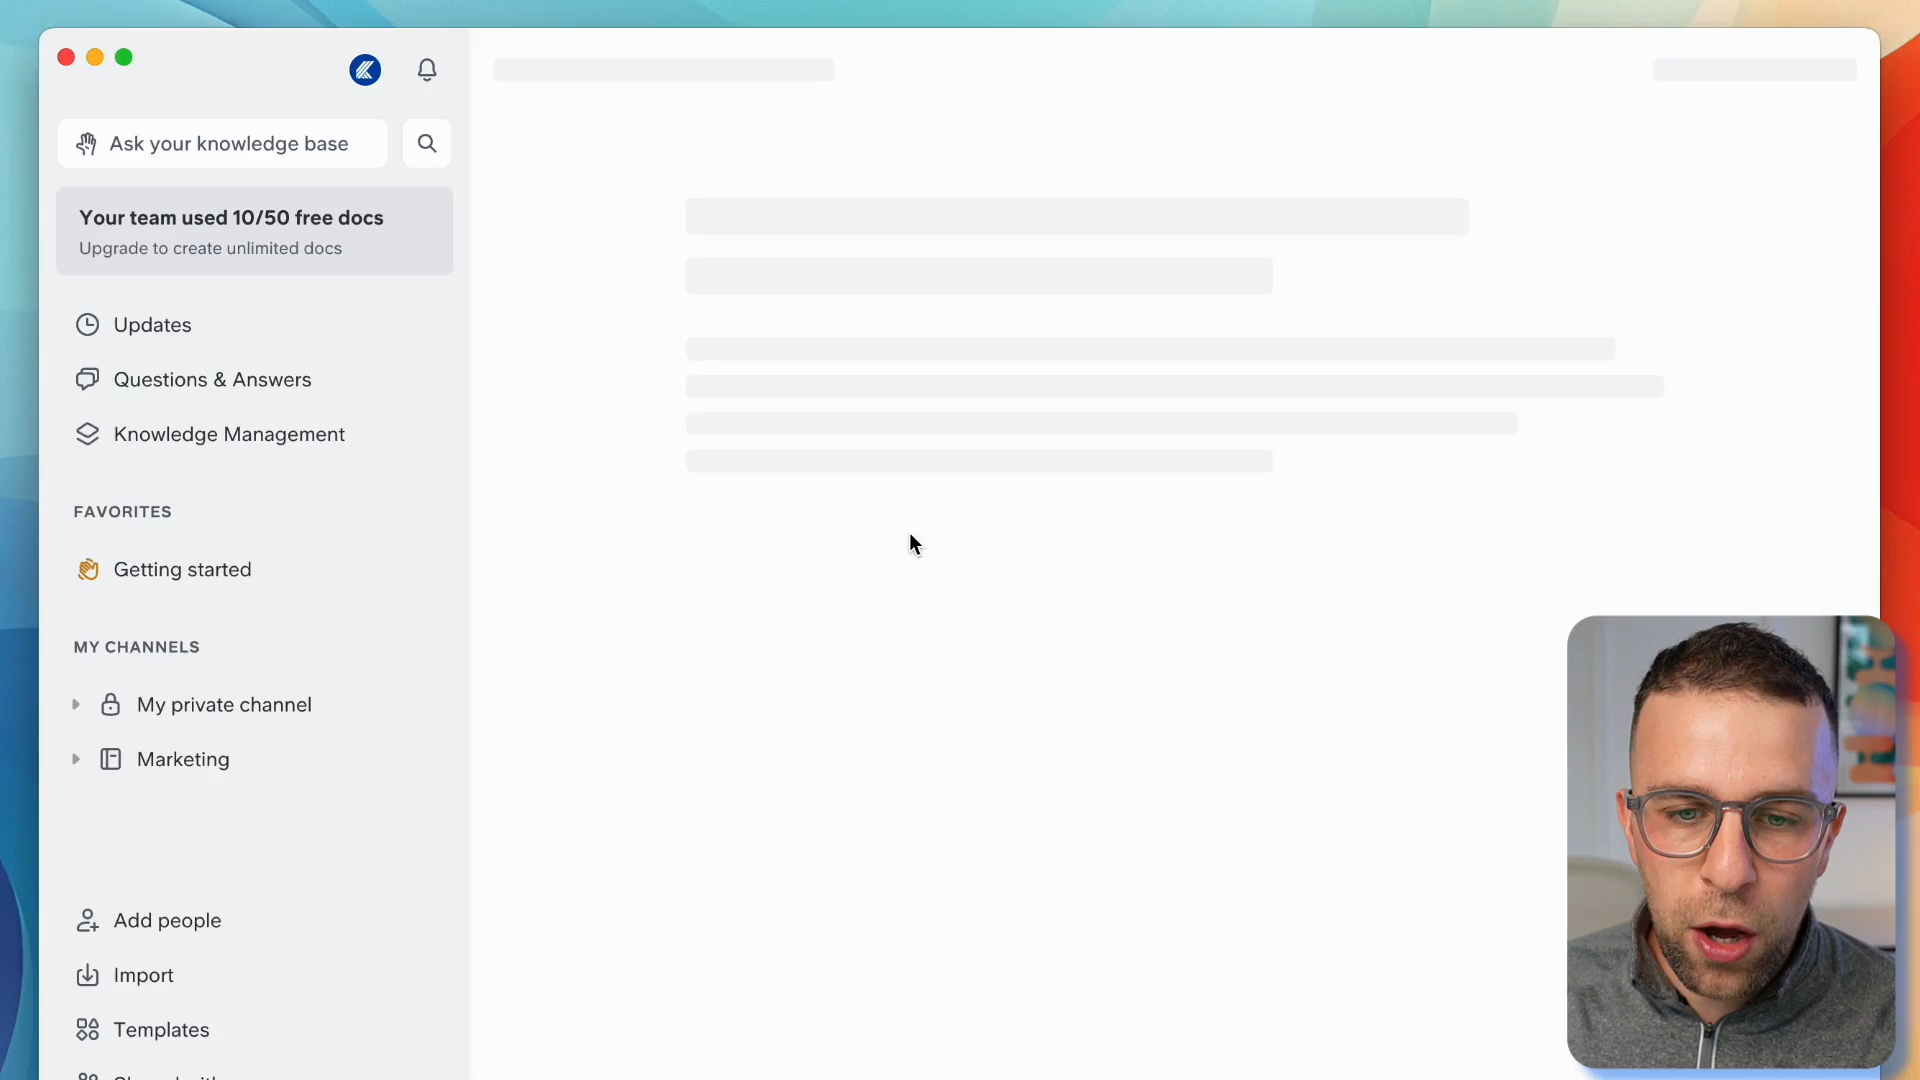 Ask your knowledge base
Your team used 10/50 free docs
Upgrade to create unlimited docs
Updates
Questions & Answers
Knowledge Management
FAVORITES
Getting started
MY CHANNELS
My private channel
Marketing
Add people
Import
Templates